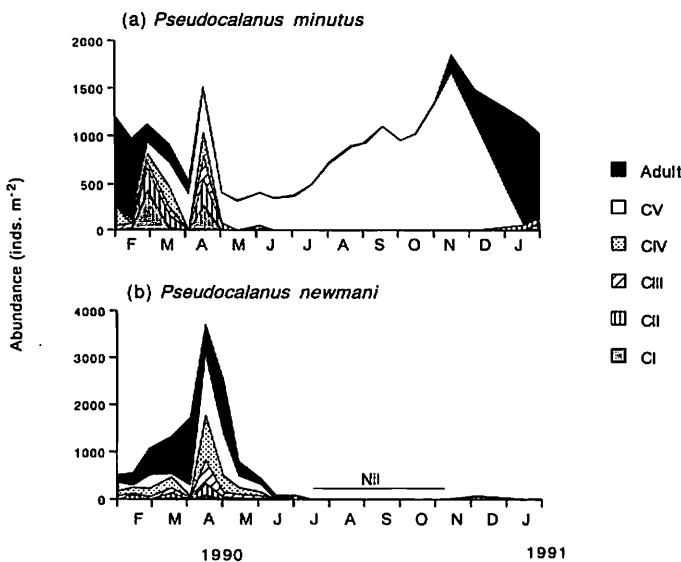 (a) Pseudocalanus minutus
2000
1500
1000
500
0
F M A M J J A S O N D J
Abundance (inds. m-2)
Adult
CV
CIV
CIII
CII
CI
(b) Pseudocalanus newmani
4000
3000
2000
1000
0
Nil
F M A M J J A S O N D J
1990 1991